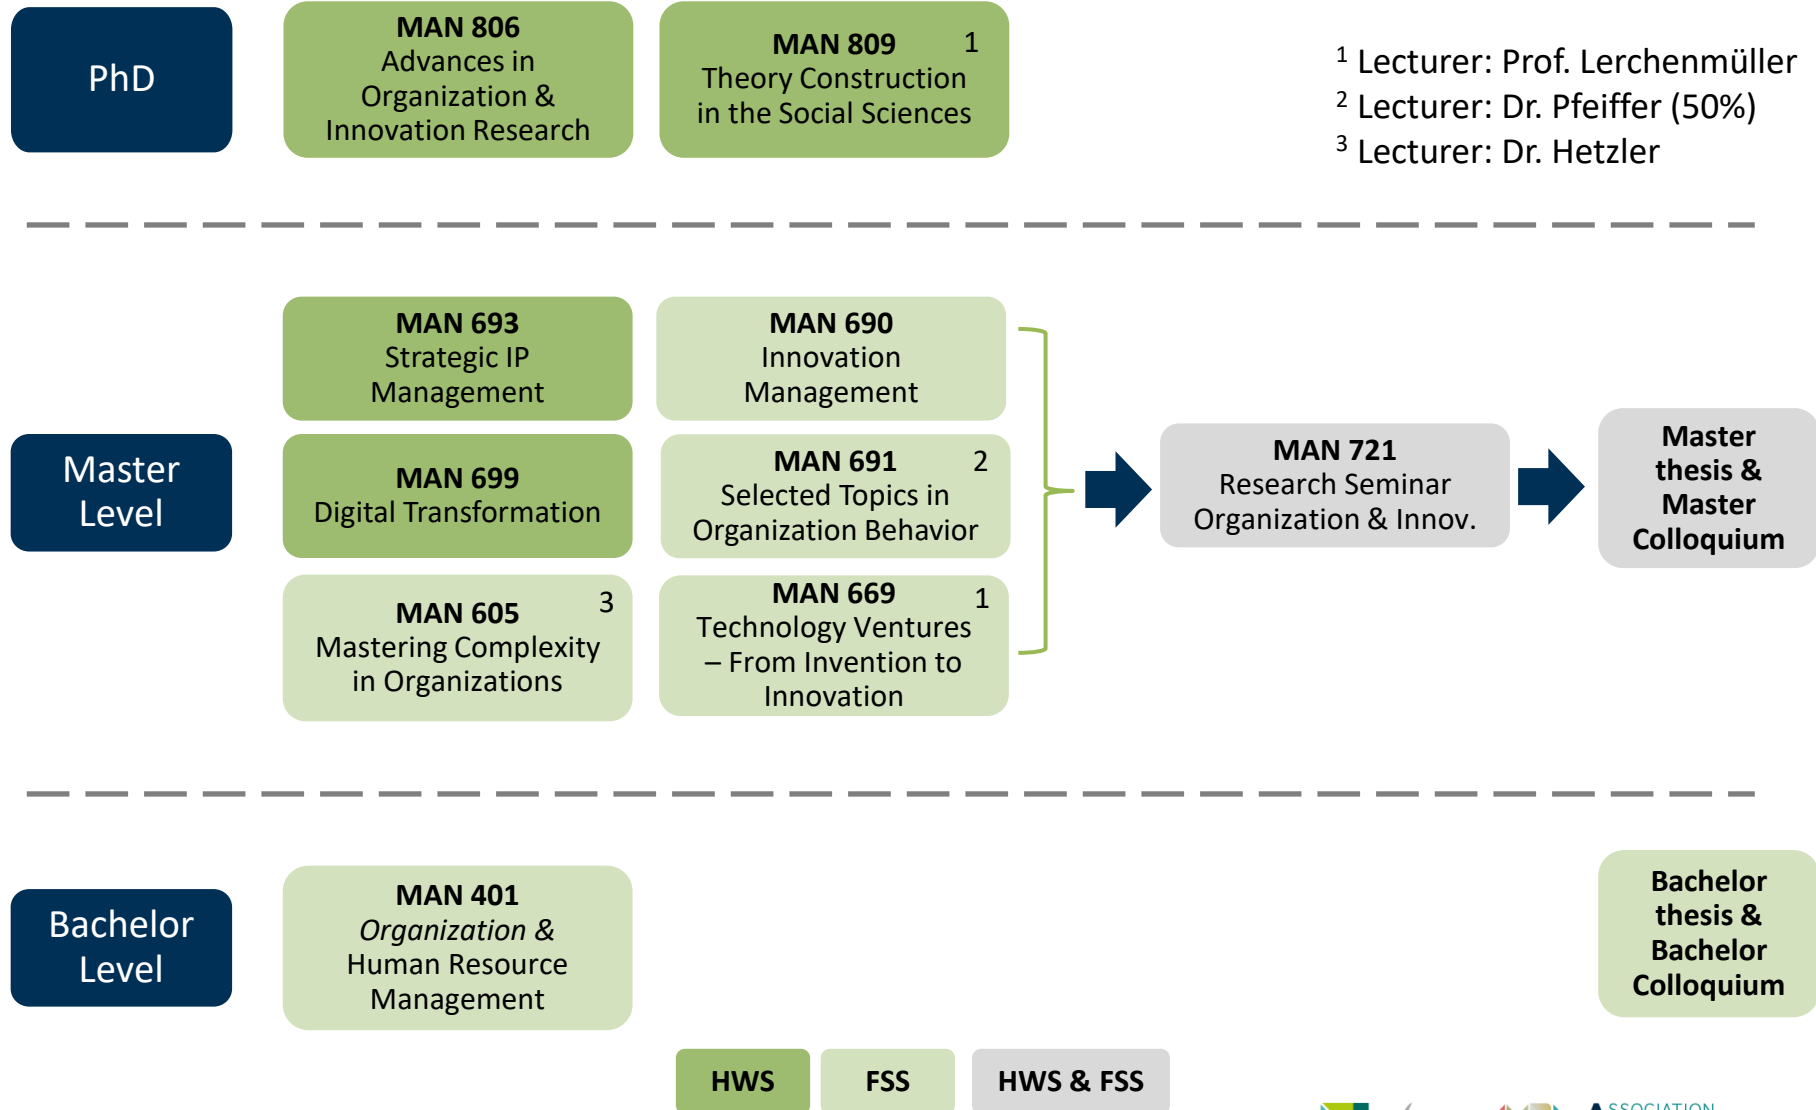 PhD
MAN 806
Advances in
Organization &
Innovation Research
MAN 809 1
Theory Construction
in the Social Sciences
1 Lecturer: Prof. Lerchenmüller
2 Lecturer: Dr. Pfeiffer (50%)
3 Lecturer: Dr. Hetzler
Master
Level
MAN 693
Strategic IP
Management
MAN 690
Innovation
Management
MAN 699
Digital Transformation
MAN 691 2
Selected Topics in
Organization Behavior
MAN 605 3
Mastering Complexity
in Organizations
MAN 669 1
Technology Ventures
– From Invention to
Innovation
MAN 721
Research Seminar
Organization & Innov.
Master
thesis &
Master
Colloquium
Bachelor
Level
MAN 401
Organization &
Human Resource
Management
Bachelor
thesis &
Bachelor
Colloquium
HWS
FSS
HWS & FSS
ASSOCIATION